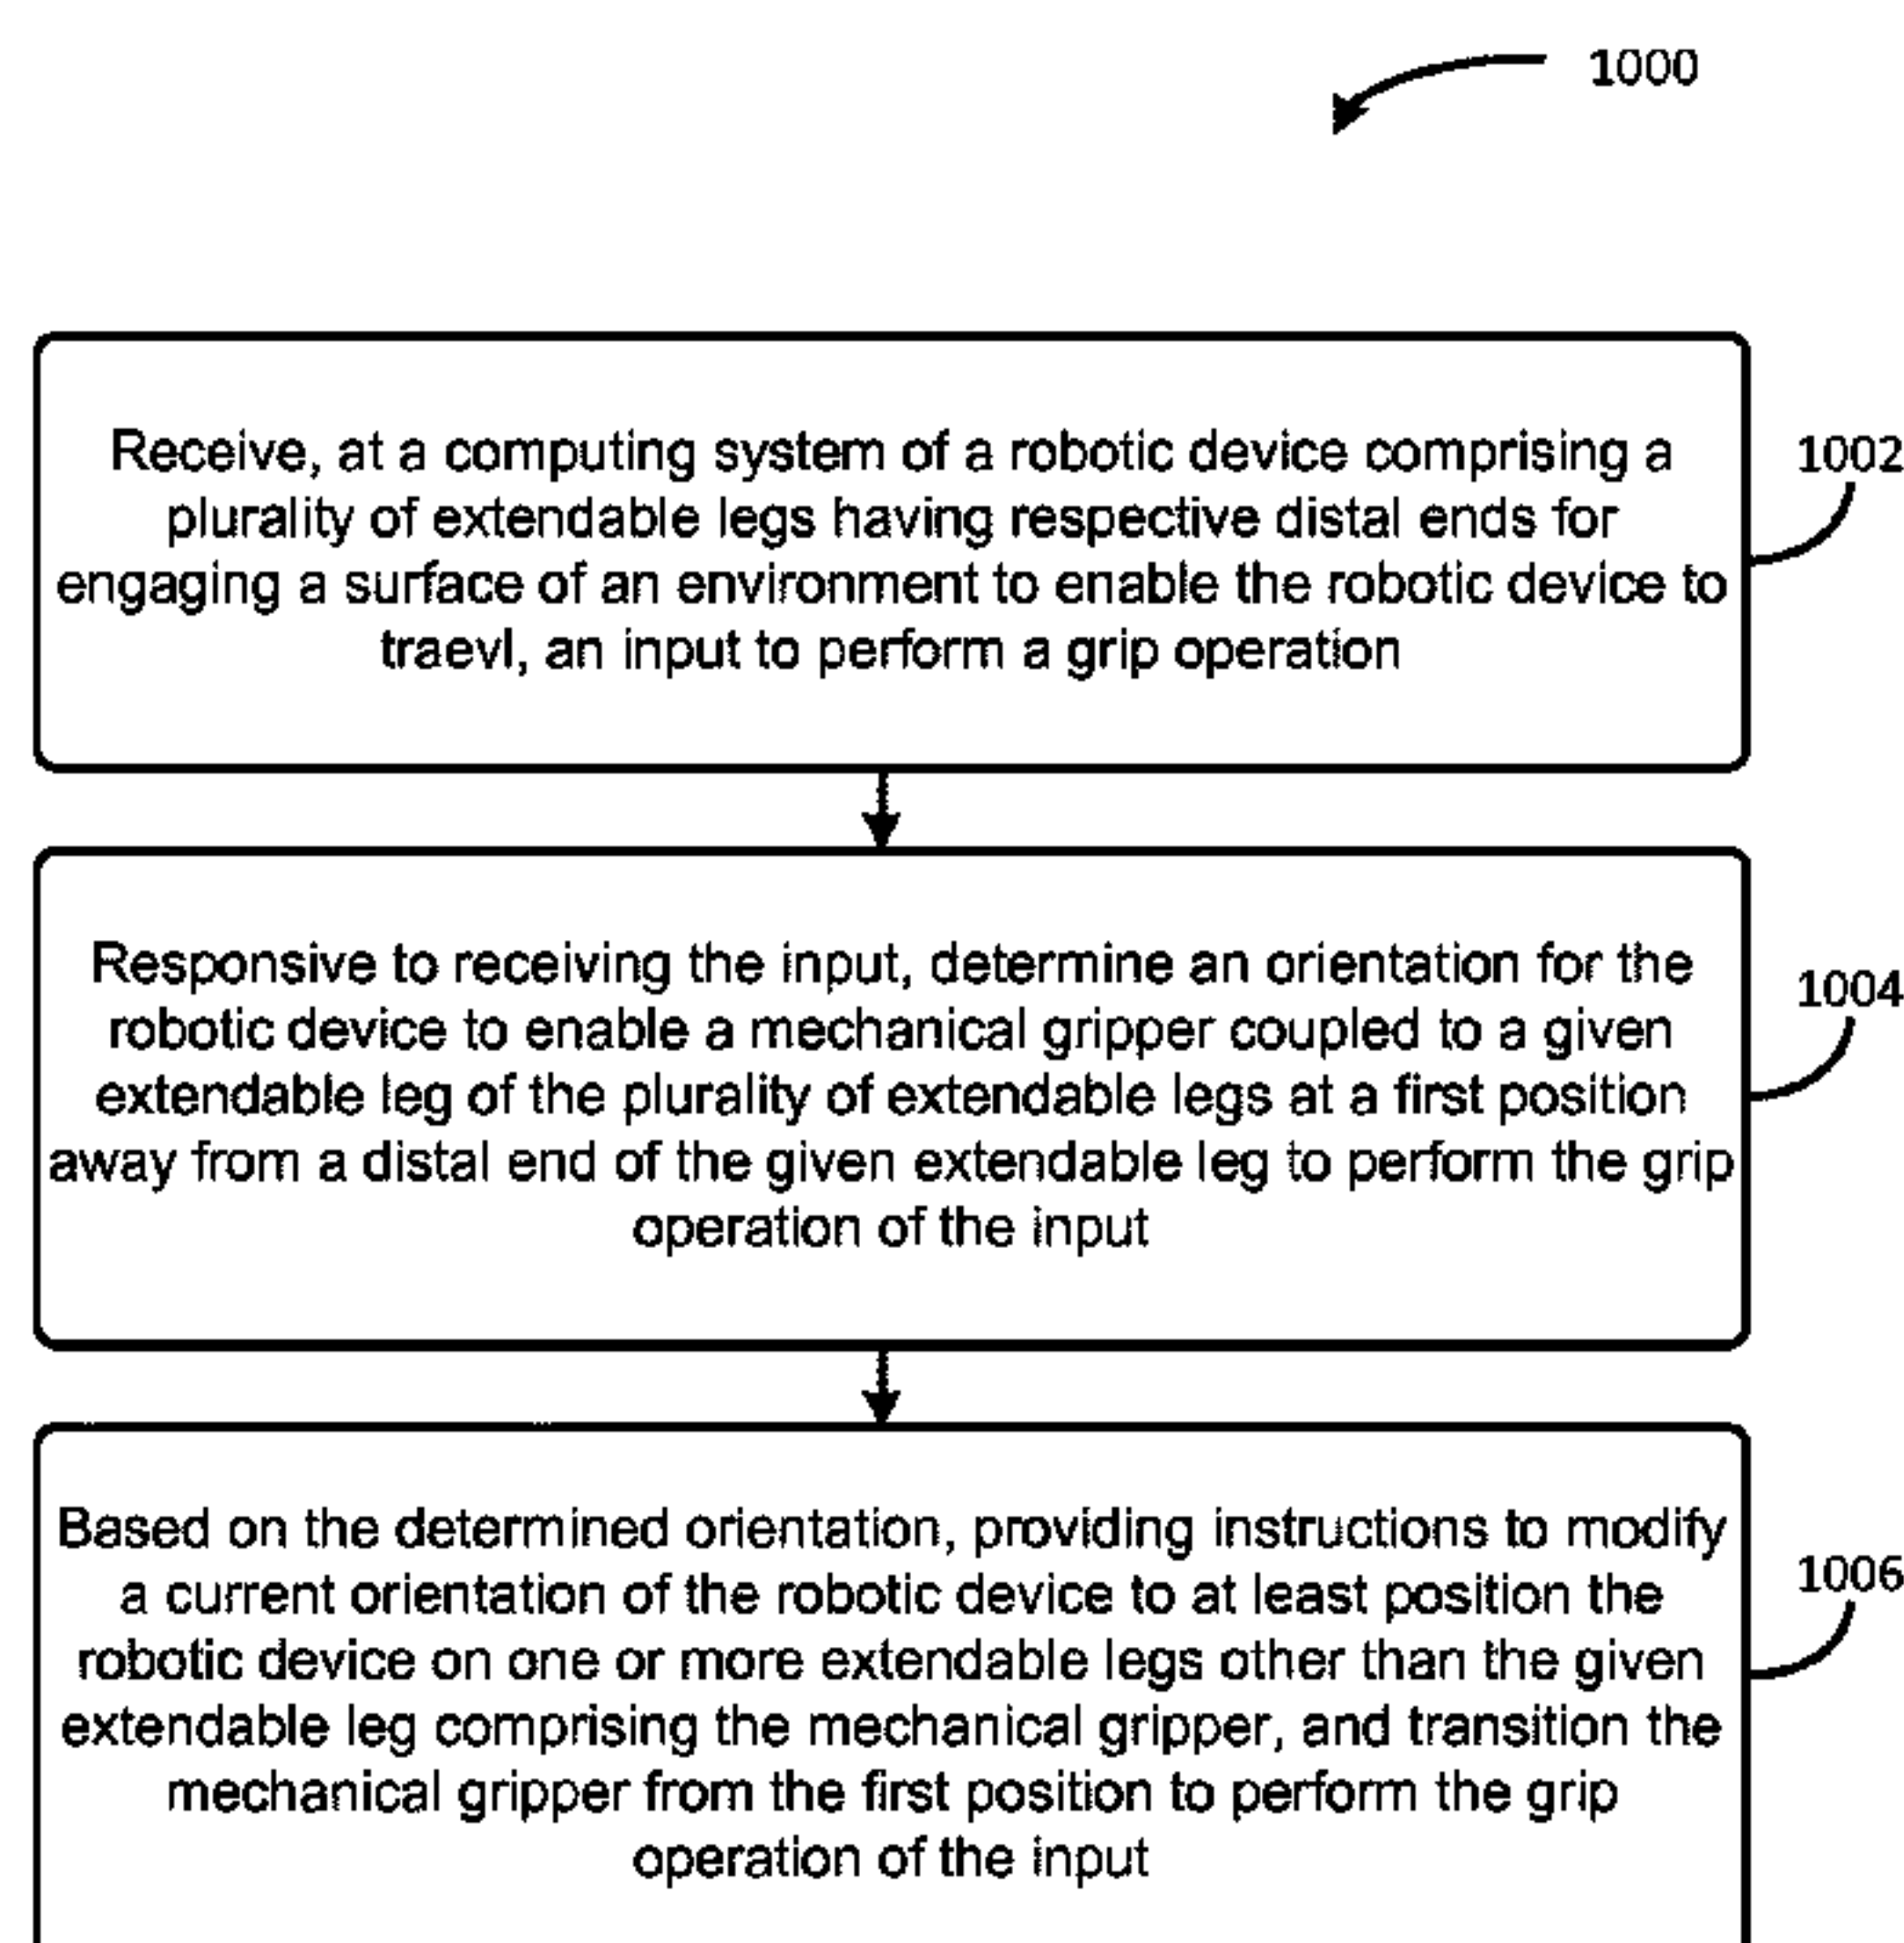 1000
Receive, at a computing system of a robotic device comprising a
plurality of extendable legs having respective distal ends for
engaging a surface of an environment to enable the robotic device to
traevl, an input to perform a grip operation
1002
Responsive to receiving the input, determine an orientation for the
robotic device to enable a mechanical gripper coupled to a given
extendable leg of the plurality of extendable legs at a first position
away from a distal end of the given extendable leg to perform the grip
operation of the input
1004
Based on the determined orientation, providing instructions to modify
a current orientation of the robotic device to at least position the
robotic device on one or more extendable legs other than the given
extendable leg comprising the mechanical gripper, and transition the
mechanical gripper from the first position to perform the grip
operation of the input
1006